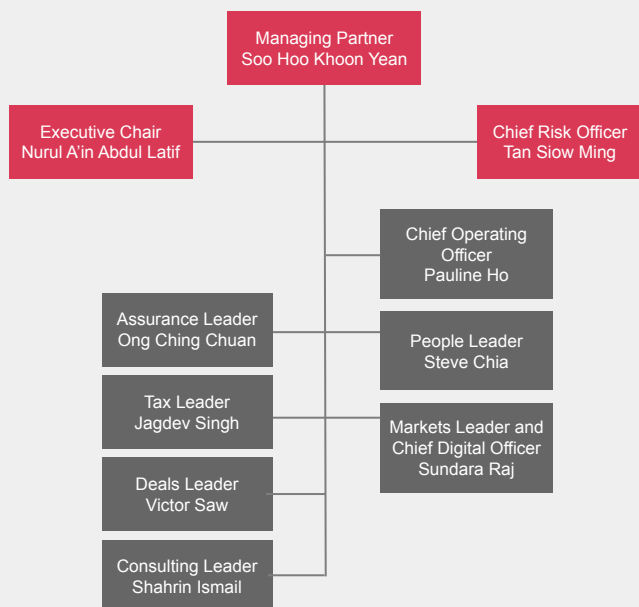 Managing Partner
Soo Hoo Khoon Yean
Executive Chair
Nurul A'in Abdul Latif
Chief Risk Officer
Tan Siow Ming
Chief Operating
Officer
Pauline Ho
Assurance Leader
Ong Ching Chuan
People Leader
Steve Chia
Tax Leader
Jagdev Singh
Markets Leader and
Chief Digital Officer
Sundara Raj
Deals Leader
Victor Saw
Consulting Leader
Shahrin Ismail